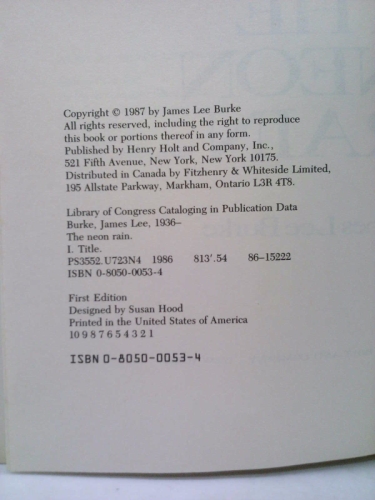 Copyright © 1987 by James Lee Burke
All rights reserved, including the right to reproduce
this book or portions thereof in any form.
Published by Henry Holt and Company, Inc.,
521 Fifth Avenue, New York, New York 10175.
Distributed in Canada by Fitzhenry & Whiteside Limited,
195 Allstate Parkway, Markham, Ontario L3R 4T8.
Library of Congress Cataloging in Publication Data
Burke, James Lee, 1936–
The neon rain.
I. Title.
PS3552.U723N4 1986 813'.54 86-15222
ISBN 0-8050-0053-4
First Edition
Designed by Susan Hood
Printed in the United States of America
10 9 8 7 6 5 4 3 2 1
ISBN 0-8050-0053-4